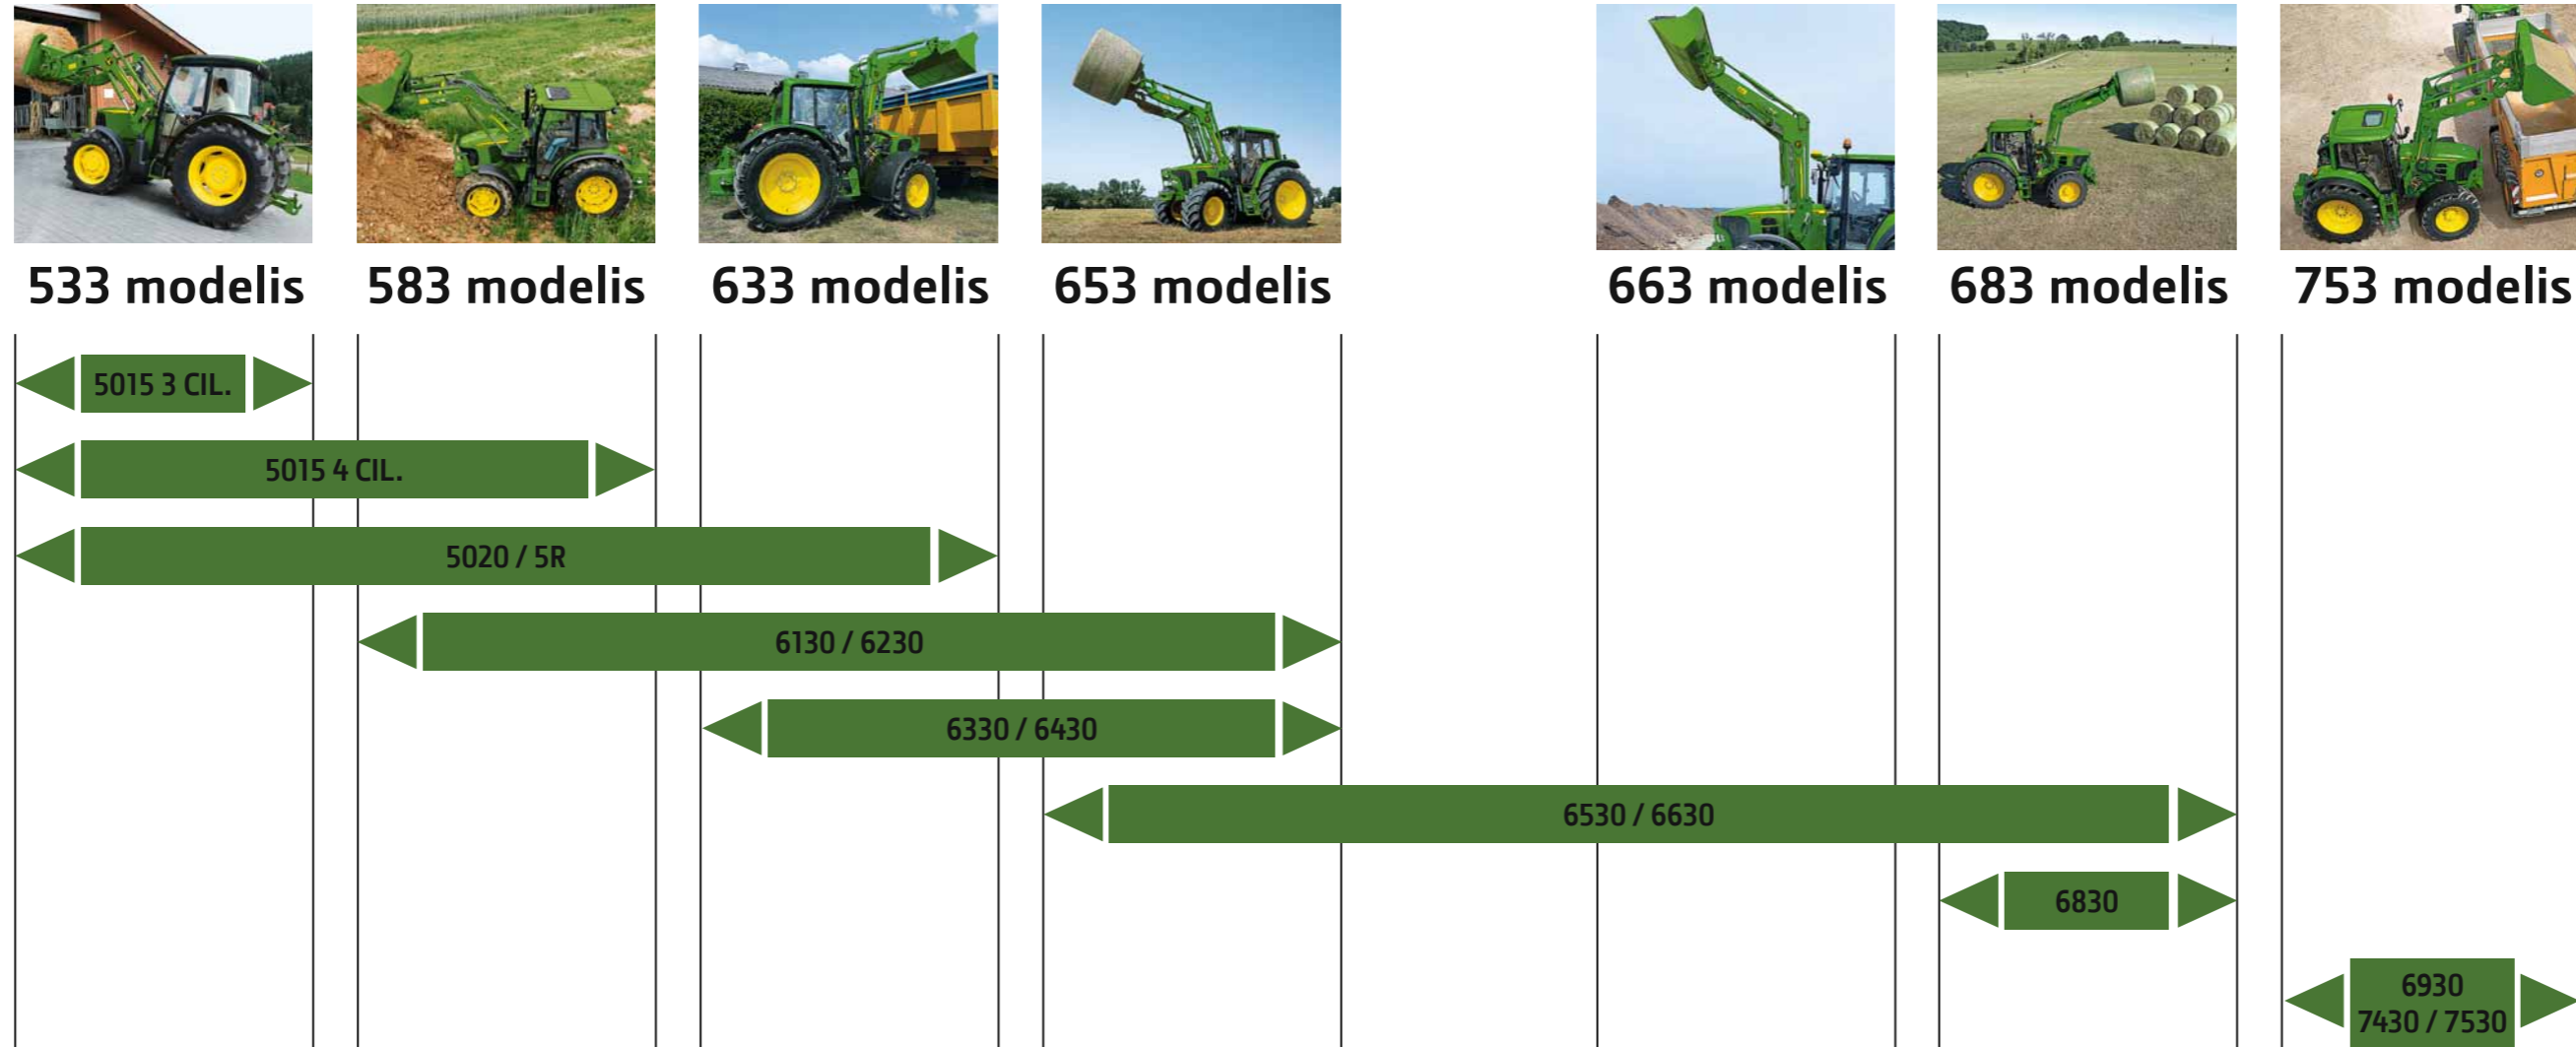 533 modelis
583 modelis
633 modelis
653 modelis
663 modelis
683 modelis
753 modelis
5015 3 CIL.
5015 4 CIL.
5020 / 5R
6130 / 6230
6330 / 6430
6530 / 6630
6830
6930
7430 / 7530